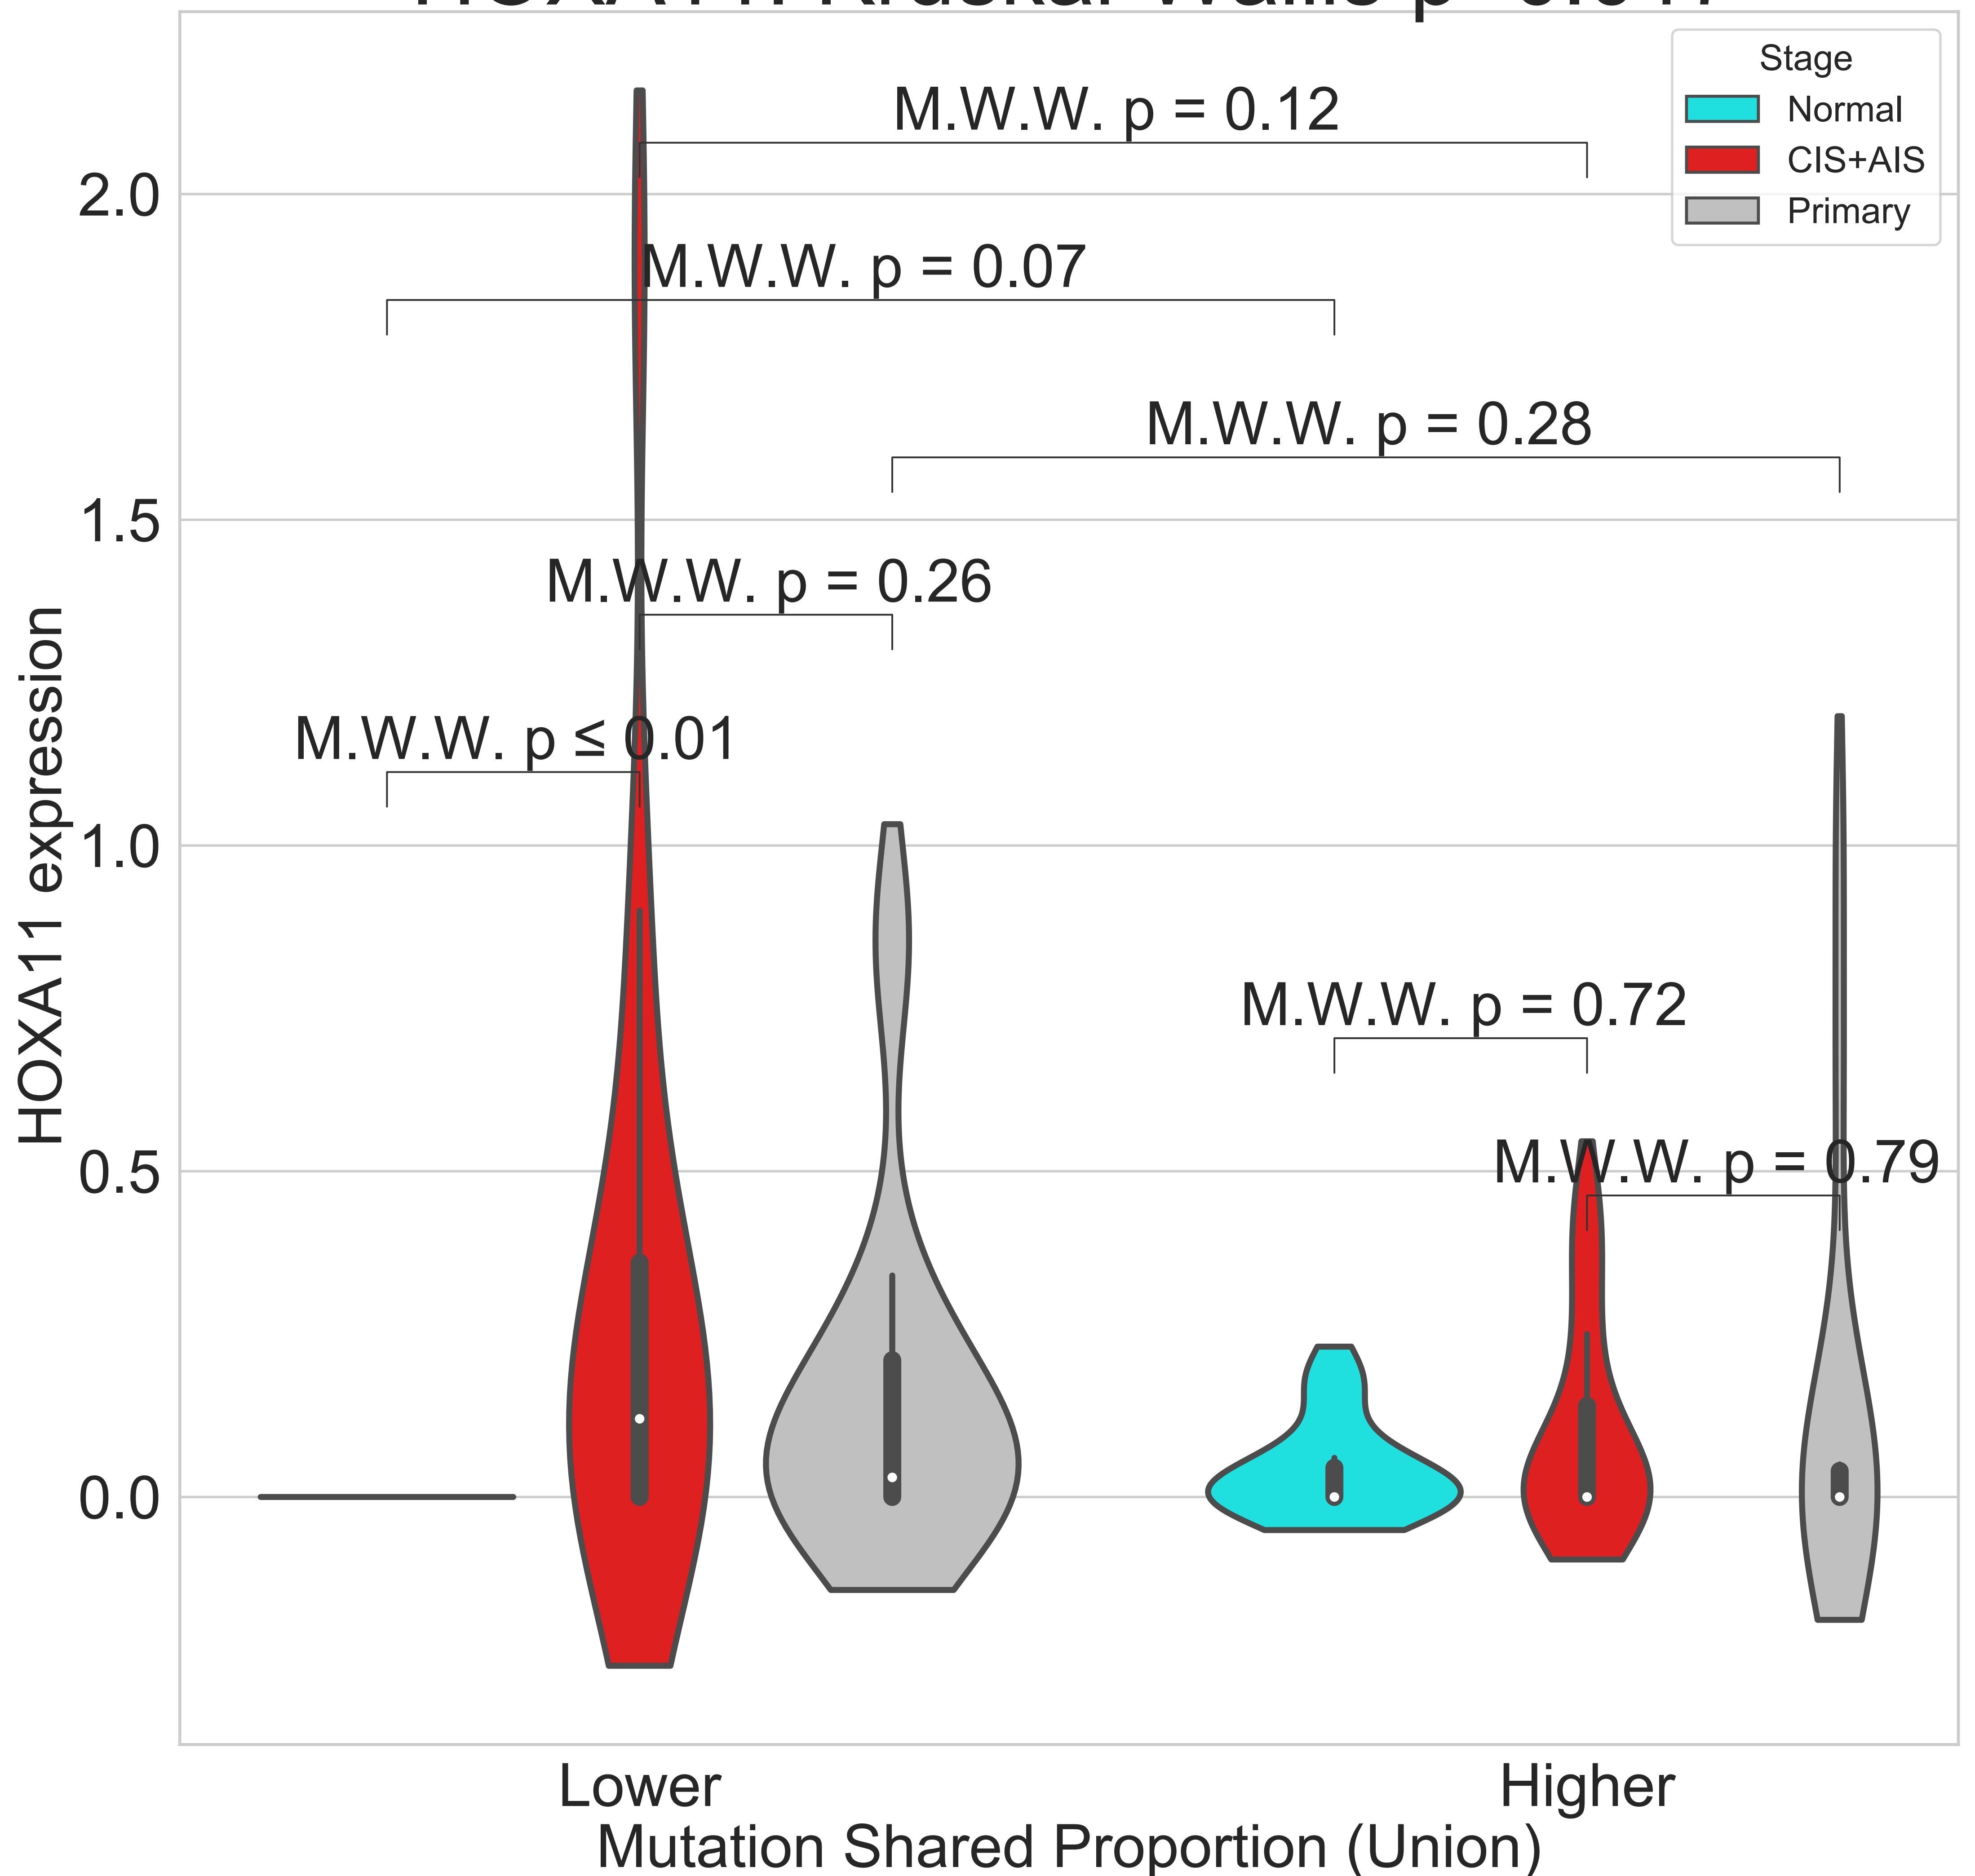 Stage
Normal
CIS+AIS
Primary
M.W.W. p = 0.12
M.W.W. p = 0.07
M.W.W. p = 0.28
M.W.W. p = 0.26
M.W.W. p ≤ 0.01
M.W.W. p = 0.72
M.W.W. p = 0.79
2.0
1.5
1.0
0.5
0.0
HOXA11 expression
Lower
Higher
Mutation Shared Proportion (Union)